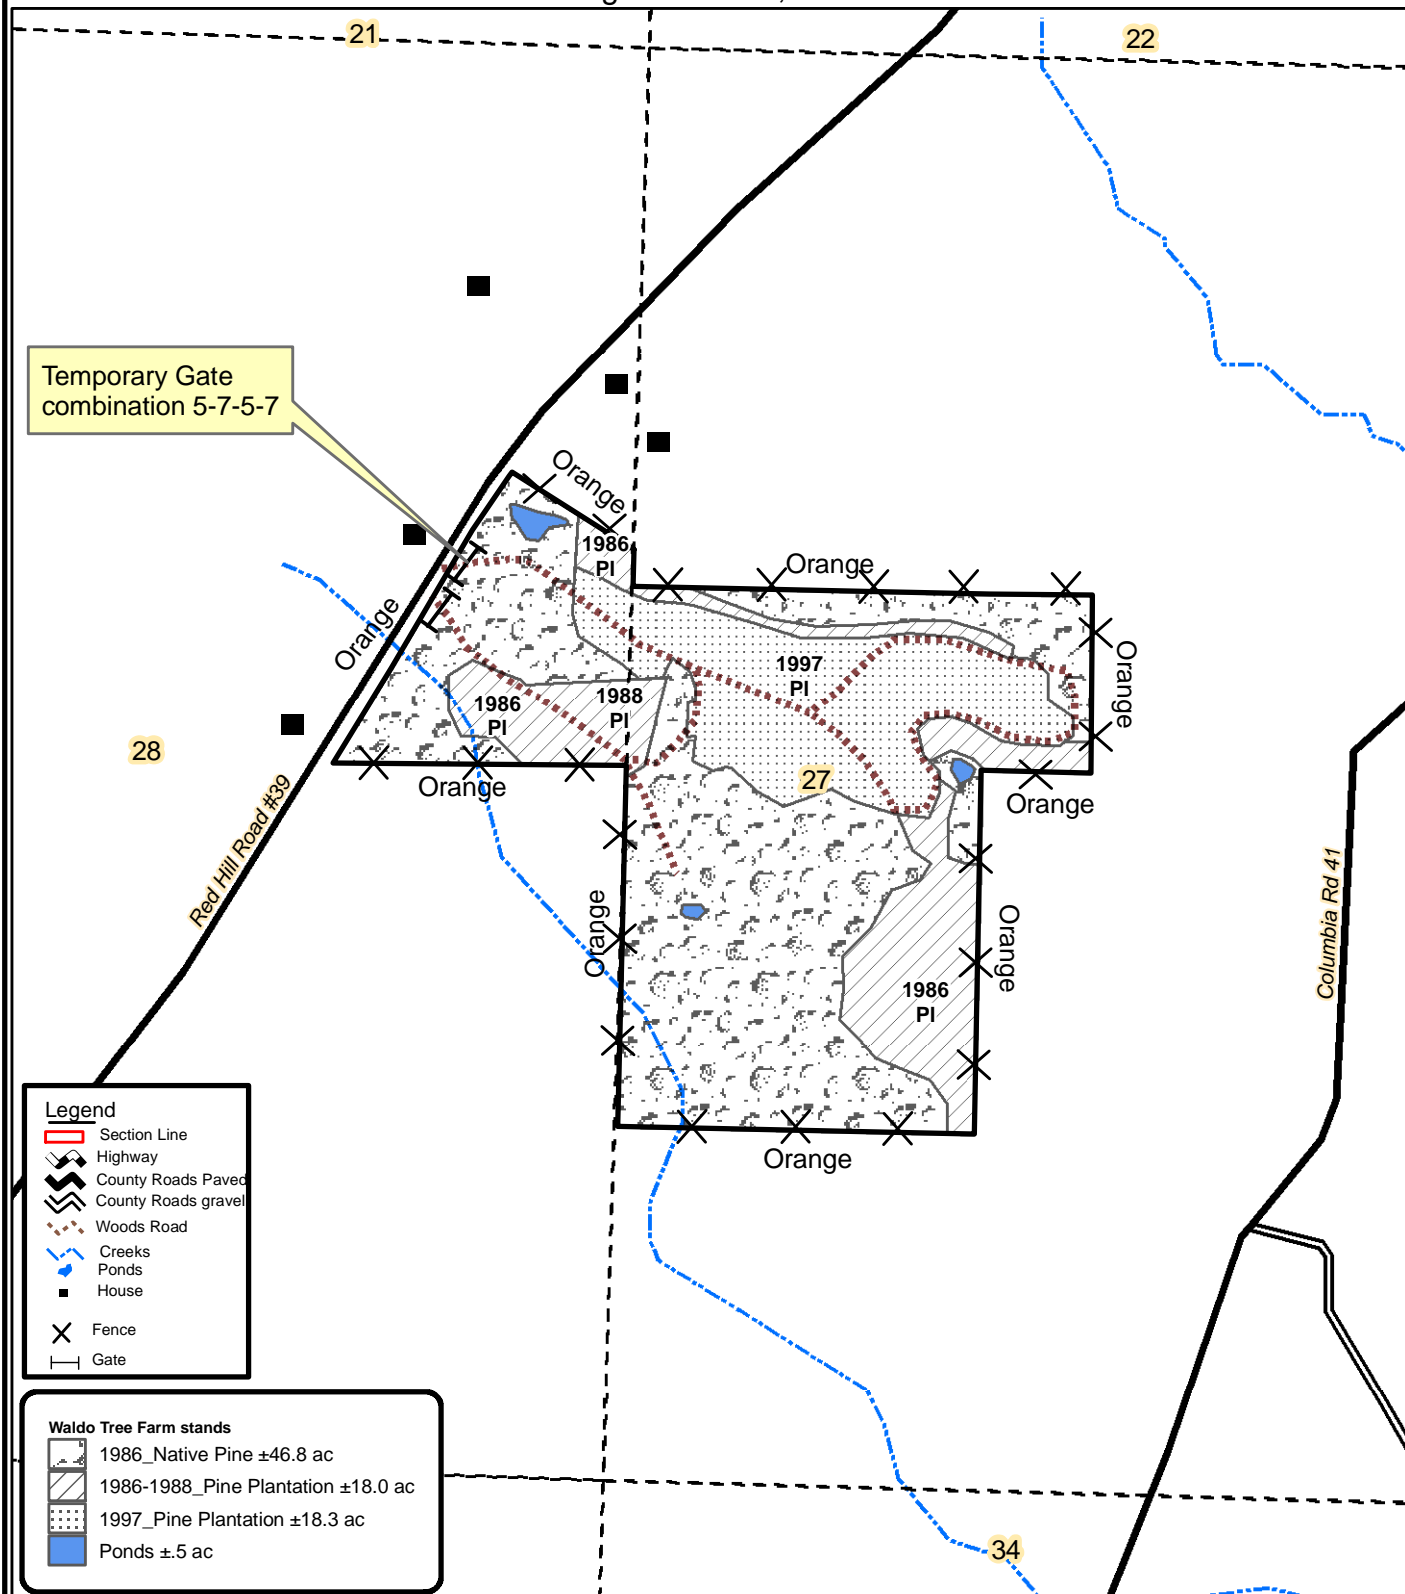 21
22
Temporary Gate
combination 5-7-5-7
Orange
1986
PI
Orange
Orange
1997
PI
Orange
1986
PI
1988
PI
28
Orange
27
Orange
Red Hill Road #39
Orange
Orange
1986
PI
Columbia Rd 41
Orange
Legend
Section Line
Highway
County Roads Paved
County Roads gravel
Woods Road
Creeks
Ponds
House
Fence
Gate
Waldo Tree Farm stands
1986_Native Pine ±46.8 ac
1986-1988_Pine Plantation ±18.0 ac
1997_Pine Plantation ±18.3 ac
Ponds ±.5 ac
34